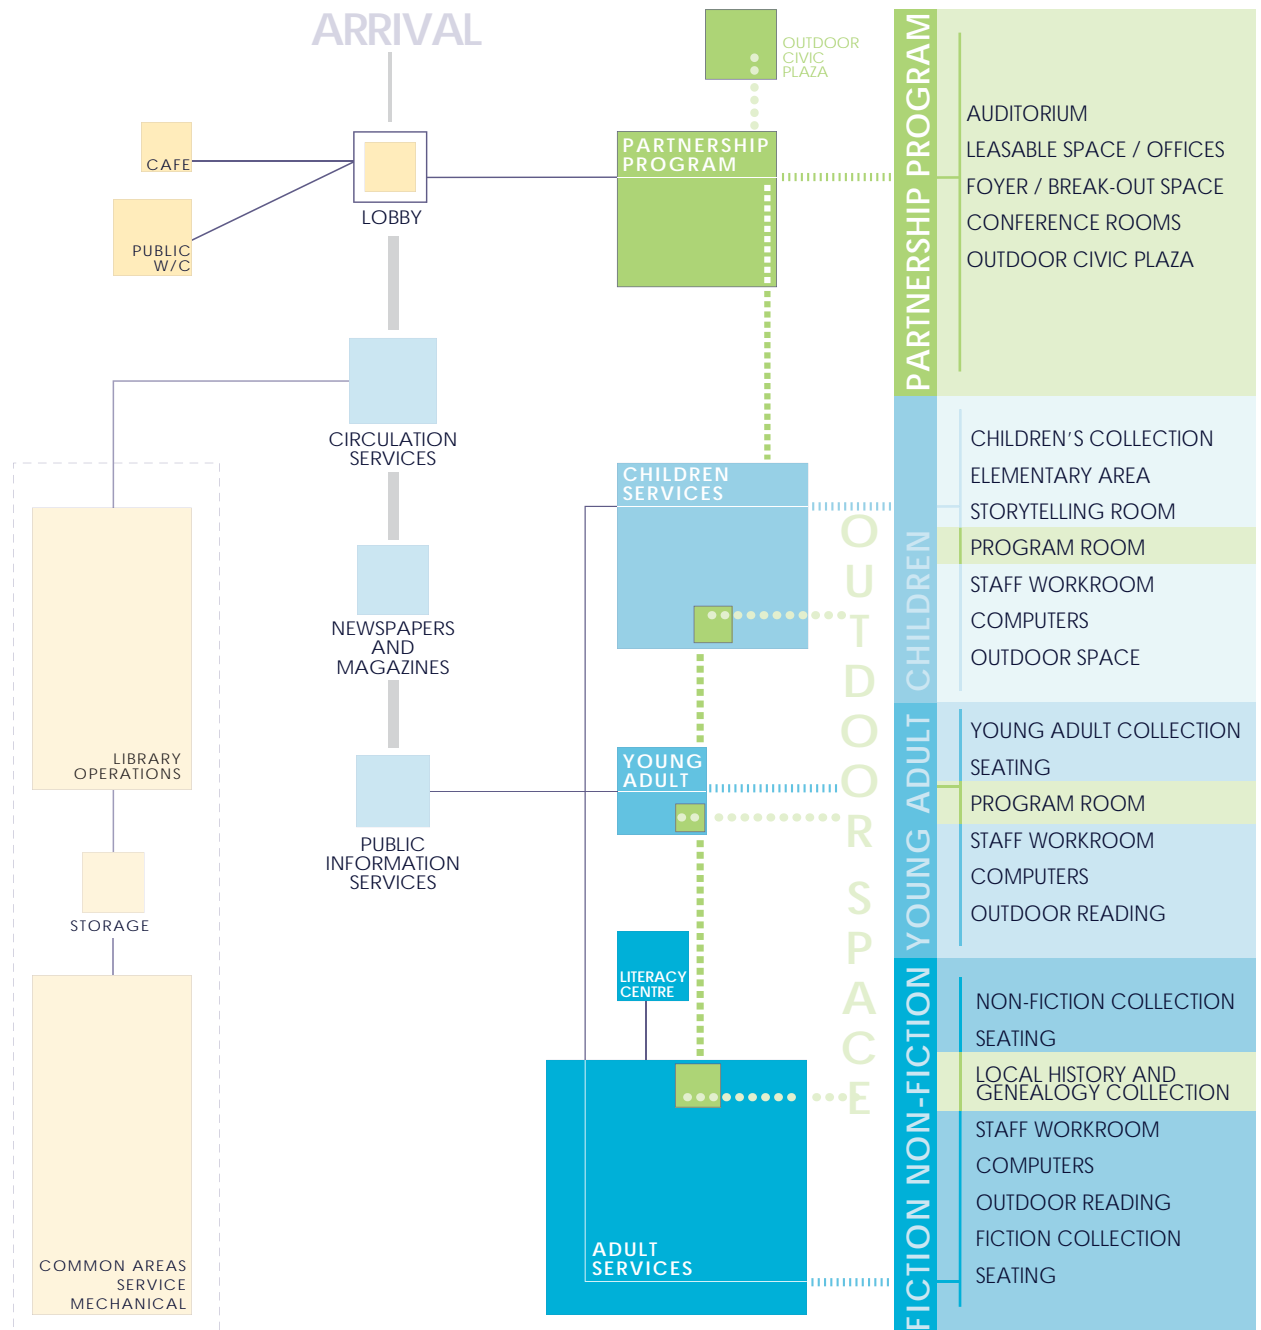 ARRIVAL
OUTDOOR
CIVIC
PLAZA
CAFE
PUBLIC
W/C
LOBBY
PARTNERSHIP
PROGRAM
CIRCULATION
SERVICES
NEWSPAPERS
AND
MAGAZINES
PUBLIC
INFORMATION
SERVICES
LIBRARY
OPERATIONS
STORAGE
COMMON AREAS
SERVICE
MECHANICAL
CHILDREN
SERVICES
YOUNG
ADULT
LITERACY
CENTRE
ADULT
SERVICES
OUTDOOR SPACE
PARTNERSHIP PROGRAM
AUDITORIUM
LEASABLE SPACE / OFFICES
FOYER / BREAK-OUT SPACE
CONFERENCE ROOMS
OUTDOOR CIVIC PLAZA
CHILDREN
CHILDREN'S COLLECTION
ELEMENTARY AREA
STORYTELLING ROOM
PROGRAM ROOM
STAFF WORKROOM
COMPUTERS
OUTDOOR SPACE
YOUNG ADULT
YOUNG ADULT COLLECTION
SEATING
PROGRAM ROOM
STAFF WORKROOM
COMPUTERS
OUTDOOR READING
FICTION NON-FICTION
NON-FICTION COLLECTION
SEATING
LOCAL HISTORY AND
GENEALOGY COLLECTION
STAFF WORKROOM
COMPUTERS
OUTDOOR READING
FICTION COLLECTION
SEATING